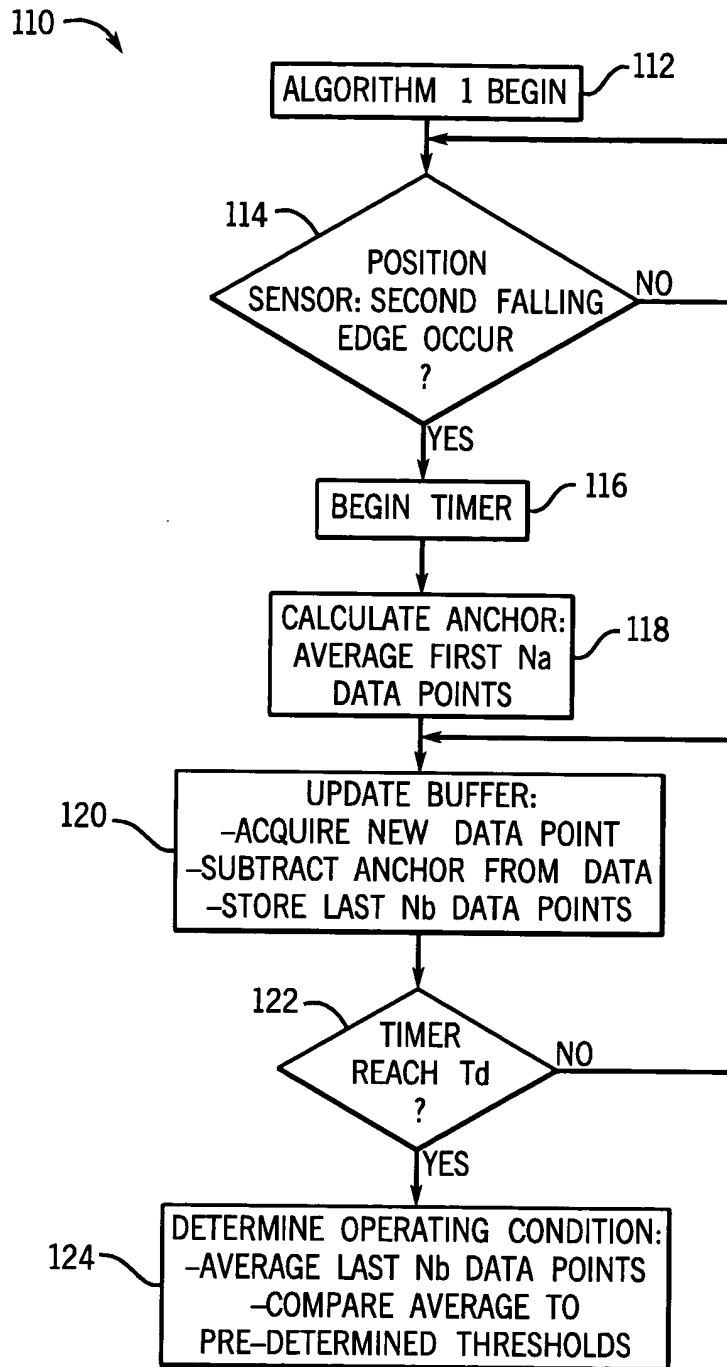 110
ALGORITHM 1 BEGIN
112
114
POSITION
SENSOR: SECOND FALLING
EDGE OCCUR
?
NO
YES
BEGIN TIMER
116
CALCULATE ANCHOR:
AVERAGE FIRST Na
DATA POINTS
118
120
UPDATE BUFFER:
–ACQUIRE NEW DATA POINT
–SUBTRACT ANCHOR FROM DATA
–STORE LAST Nb DATA POINTS
122
TIMER
REACH Td
?
NO
YES
124
DETERMINE OPERATING CONDITION:
–AVERAGE LAST Nb DATA POINTS
–COMPARE AVERAGE TO
PRE–DETERMINED THRESHOLDS